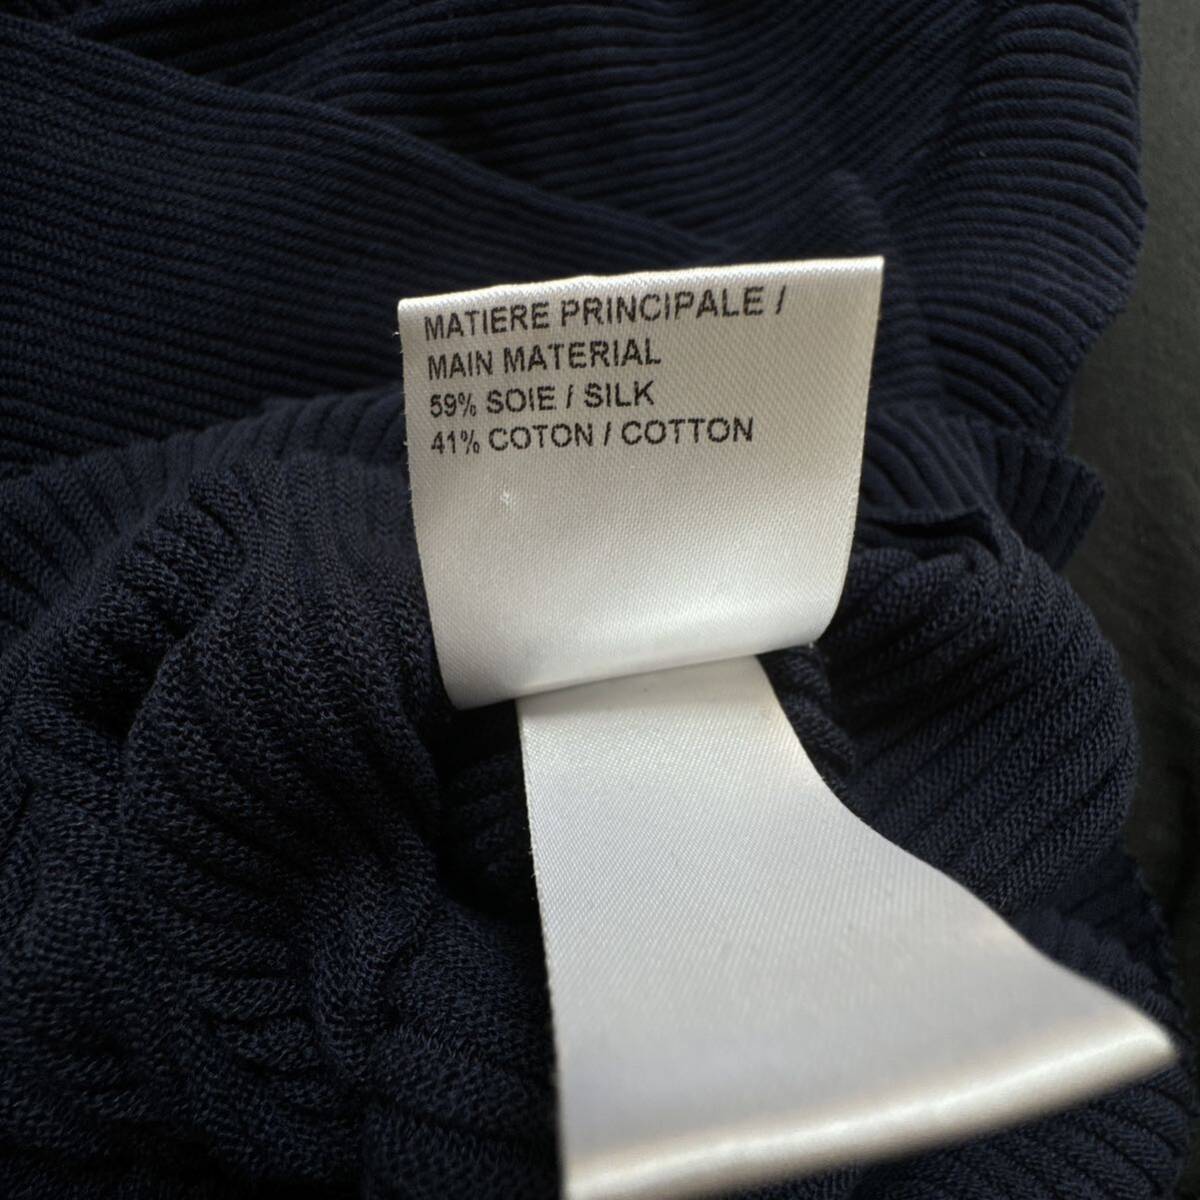 MATIERE PRINCIPALE /
MAIN MATERIAL
59% SOIE / SILK
41% COTON / COTTON